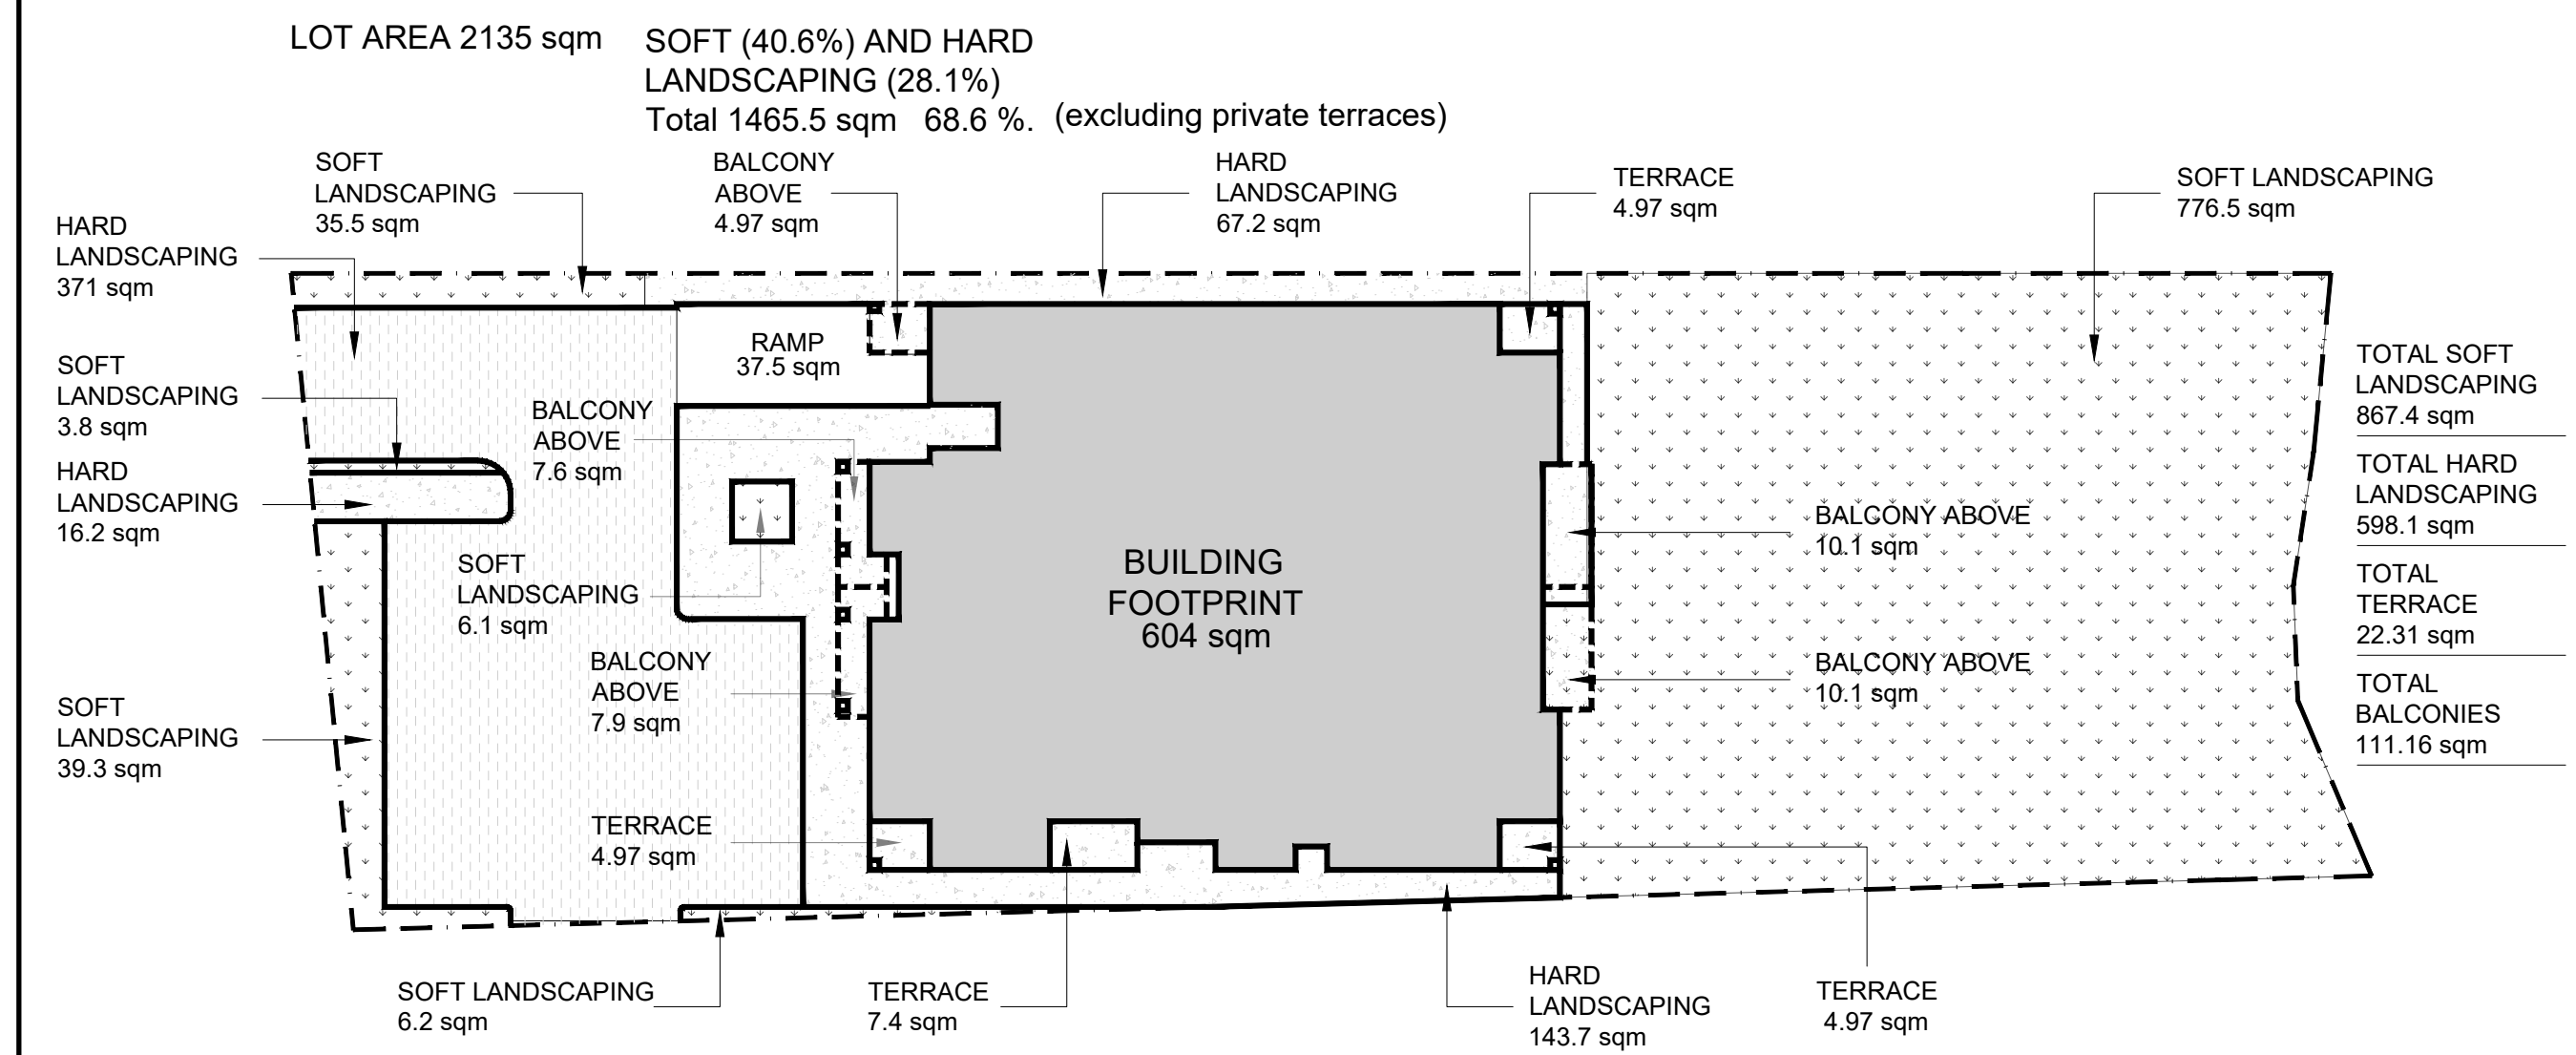 LOT AREA 2135 sqm
SOFT (40.6%) AND HARD
LANDSCAPING (28.1%)
Total 1465.5 sqm 68.6 %. (excluding private terraces)
SOFT
LANDSCAPING
35.5 sqm
BALCONY
ABOVE
4.97 sqm
HARD
LANDSCAPING
67.2 sqm
TERRACE
4.97 sqm
SOFT LANDSCAPING
776.5 sqm
HARD
LANDSCAPING
371 sqm
SOFT
LANDSCAPING
3.8 sqm
HARD
LANDSCAPING
16.2 sqm
SOFT
LANDSCAPING
39.3 sqm
RAMP
37.5 sqm
BALCONY
ABOVE
7.6 sqm
SOFT
LANDSCAPING
6.1 sqm
BALCONY
ABOVE
7.9 sqm
TERRACE
4.97 sqm
BUILDING
FOOTPRINT
604 sqm
BALCONY ABOVE
10.1 sqm
BALCONY ABOVE
10.1 sqm
TOTAL SOFT
LANDSCAPING
867.4 sqm
TOTAL HARD
LANDSCAPING
598.1 sqm
TOTAL
TERRACE
22.31 sqm
TOTAL
BALCONIES
111.16 sqm
SOFT LANDSCAPING
6.2 sqm
TERRACE
7.4 sqm
HARD
LANDSCAPING
143.7 sqm
TERRACE
4.97 sqm